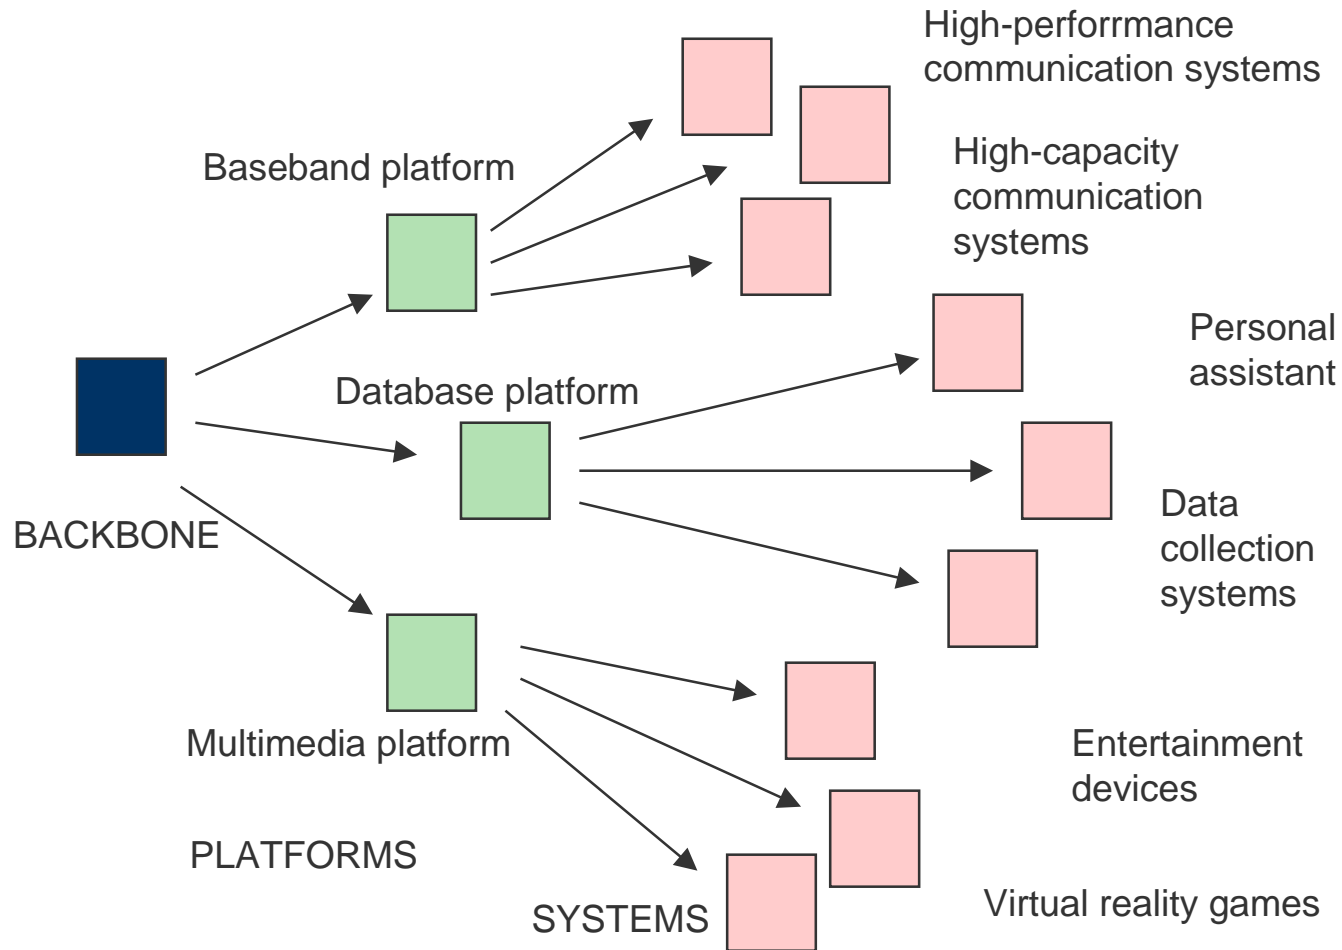 High-perforrmance
communication systems
Baseband platform
High-capacity
communication
systems
Personal
assistant
Database platform
BACKBONE
Data
collection
systems
Multimedia platform
Entertainment
devices
PLATFORMS
SYSTEMS
Virtual reality games